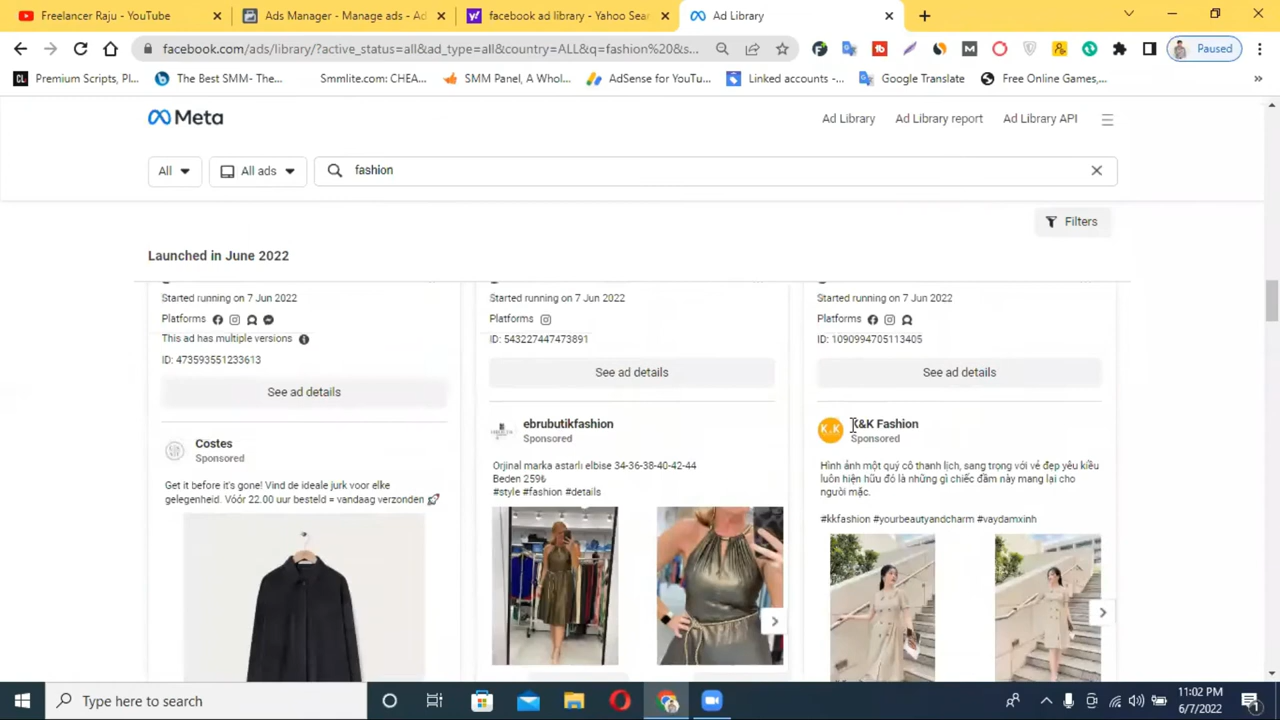 Freelancer Raju - YouTube
Ads Manager - Manage ads - Ad
facebook ad library - Yahoo Sear
Ad Library
facebook.com/ads/library/?active_status=all&ad_type=all&country=ALL&q=fashion%20&s...
Paused
Premium Scripts, Pl...
The Best SMM- The...
Smmlite.com: CHEA...
SMM Panel, A Whol...
AdSense for YouTu...
Linked accounts -...
Google Translate
Free Online Games,...
Meta
Ad Library
Ad Library report
Ad Library API
All
All ads
fashion
Filters
Launched in June 2022
Started running on 7 Jun 2022
Platforms
This ad has multiple versions
ID: 473593551233613
See ad details
Costes
Sponsored
Get it before it's gone! Vind de ideale jurk voor elke
gelegenheid. Vóór 22.00 uur besteld = vandaag verzonden
Started running on 7 Jun 2022
Platforms
ID: 543227447473891
See ad details
ebrubutikfashion
Sponsored
Orjinal marka astarlı elbise 34-36-38-40-42-44
Beden 259₺
#style #fashion #details
Started running on 7 Jun 2022
Platforms
ID: 1090994705113405
See ad details
K&K
K&K Fashion
Sponsored
Hình ảnh một quý cô thanh lịch, sang trọng với vẻ đẹp yêu kiều
luôn hiện hữu đó là những gì chiếc đầm này mang lại cho
người mặc.
#kkfashion #yourbeautyandcharm #vaydamxinh
Type here to search
11:02 PM
6/7/2022